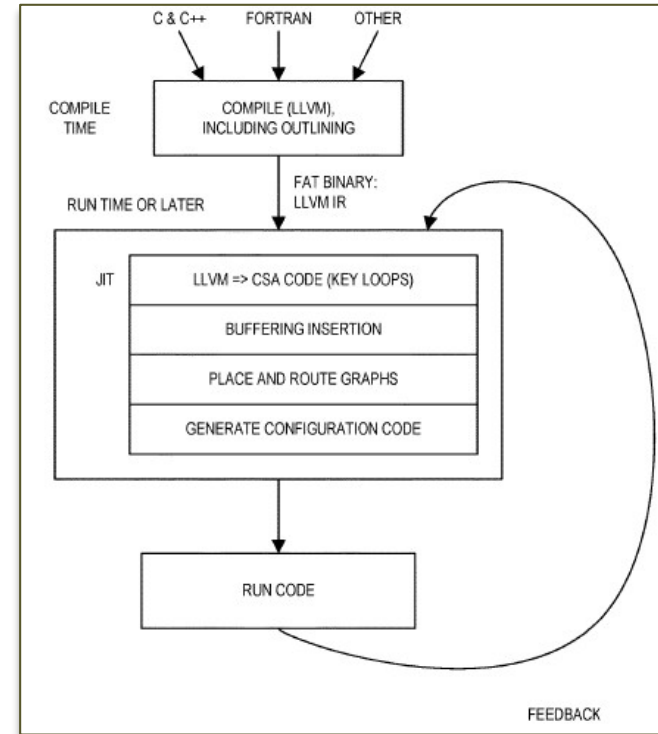 C & C++ FORTRAN OTHER
COMPILE TIME
COMPILE (LLVM),
INCLUDING OUTLINING
FAT BINARY:
LLVM IR
RUN TIME OR LATER
JIT
LLVM => CSA CODE (KEY LOOPS)
BUFFERING INSERTION
PLACE AND ROUTE GRAPHS
GENERATE CONFIGURATION CODE
RUN CODE
FEEDBACK